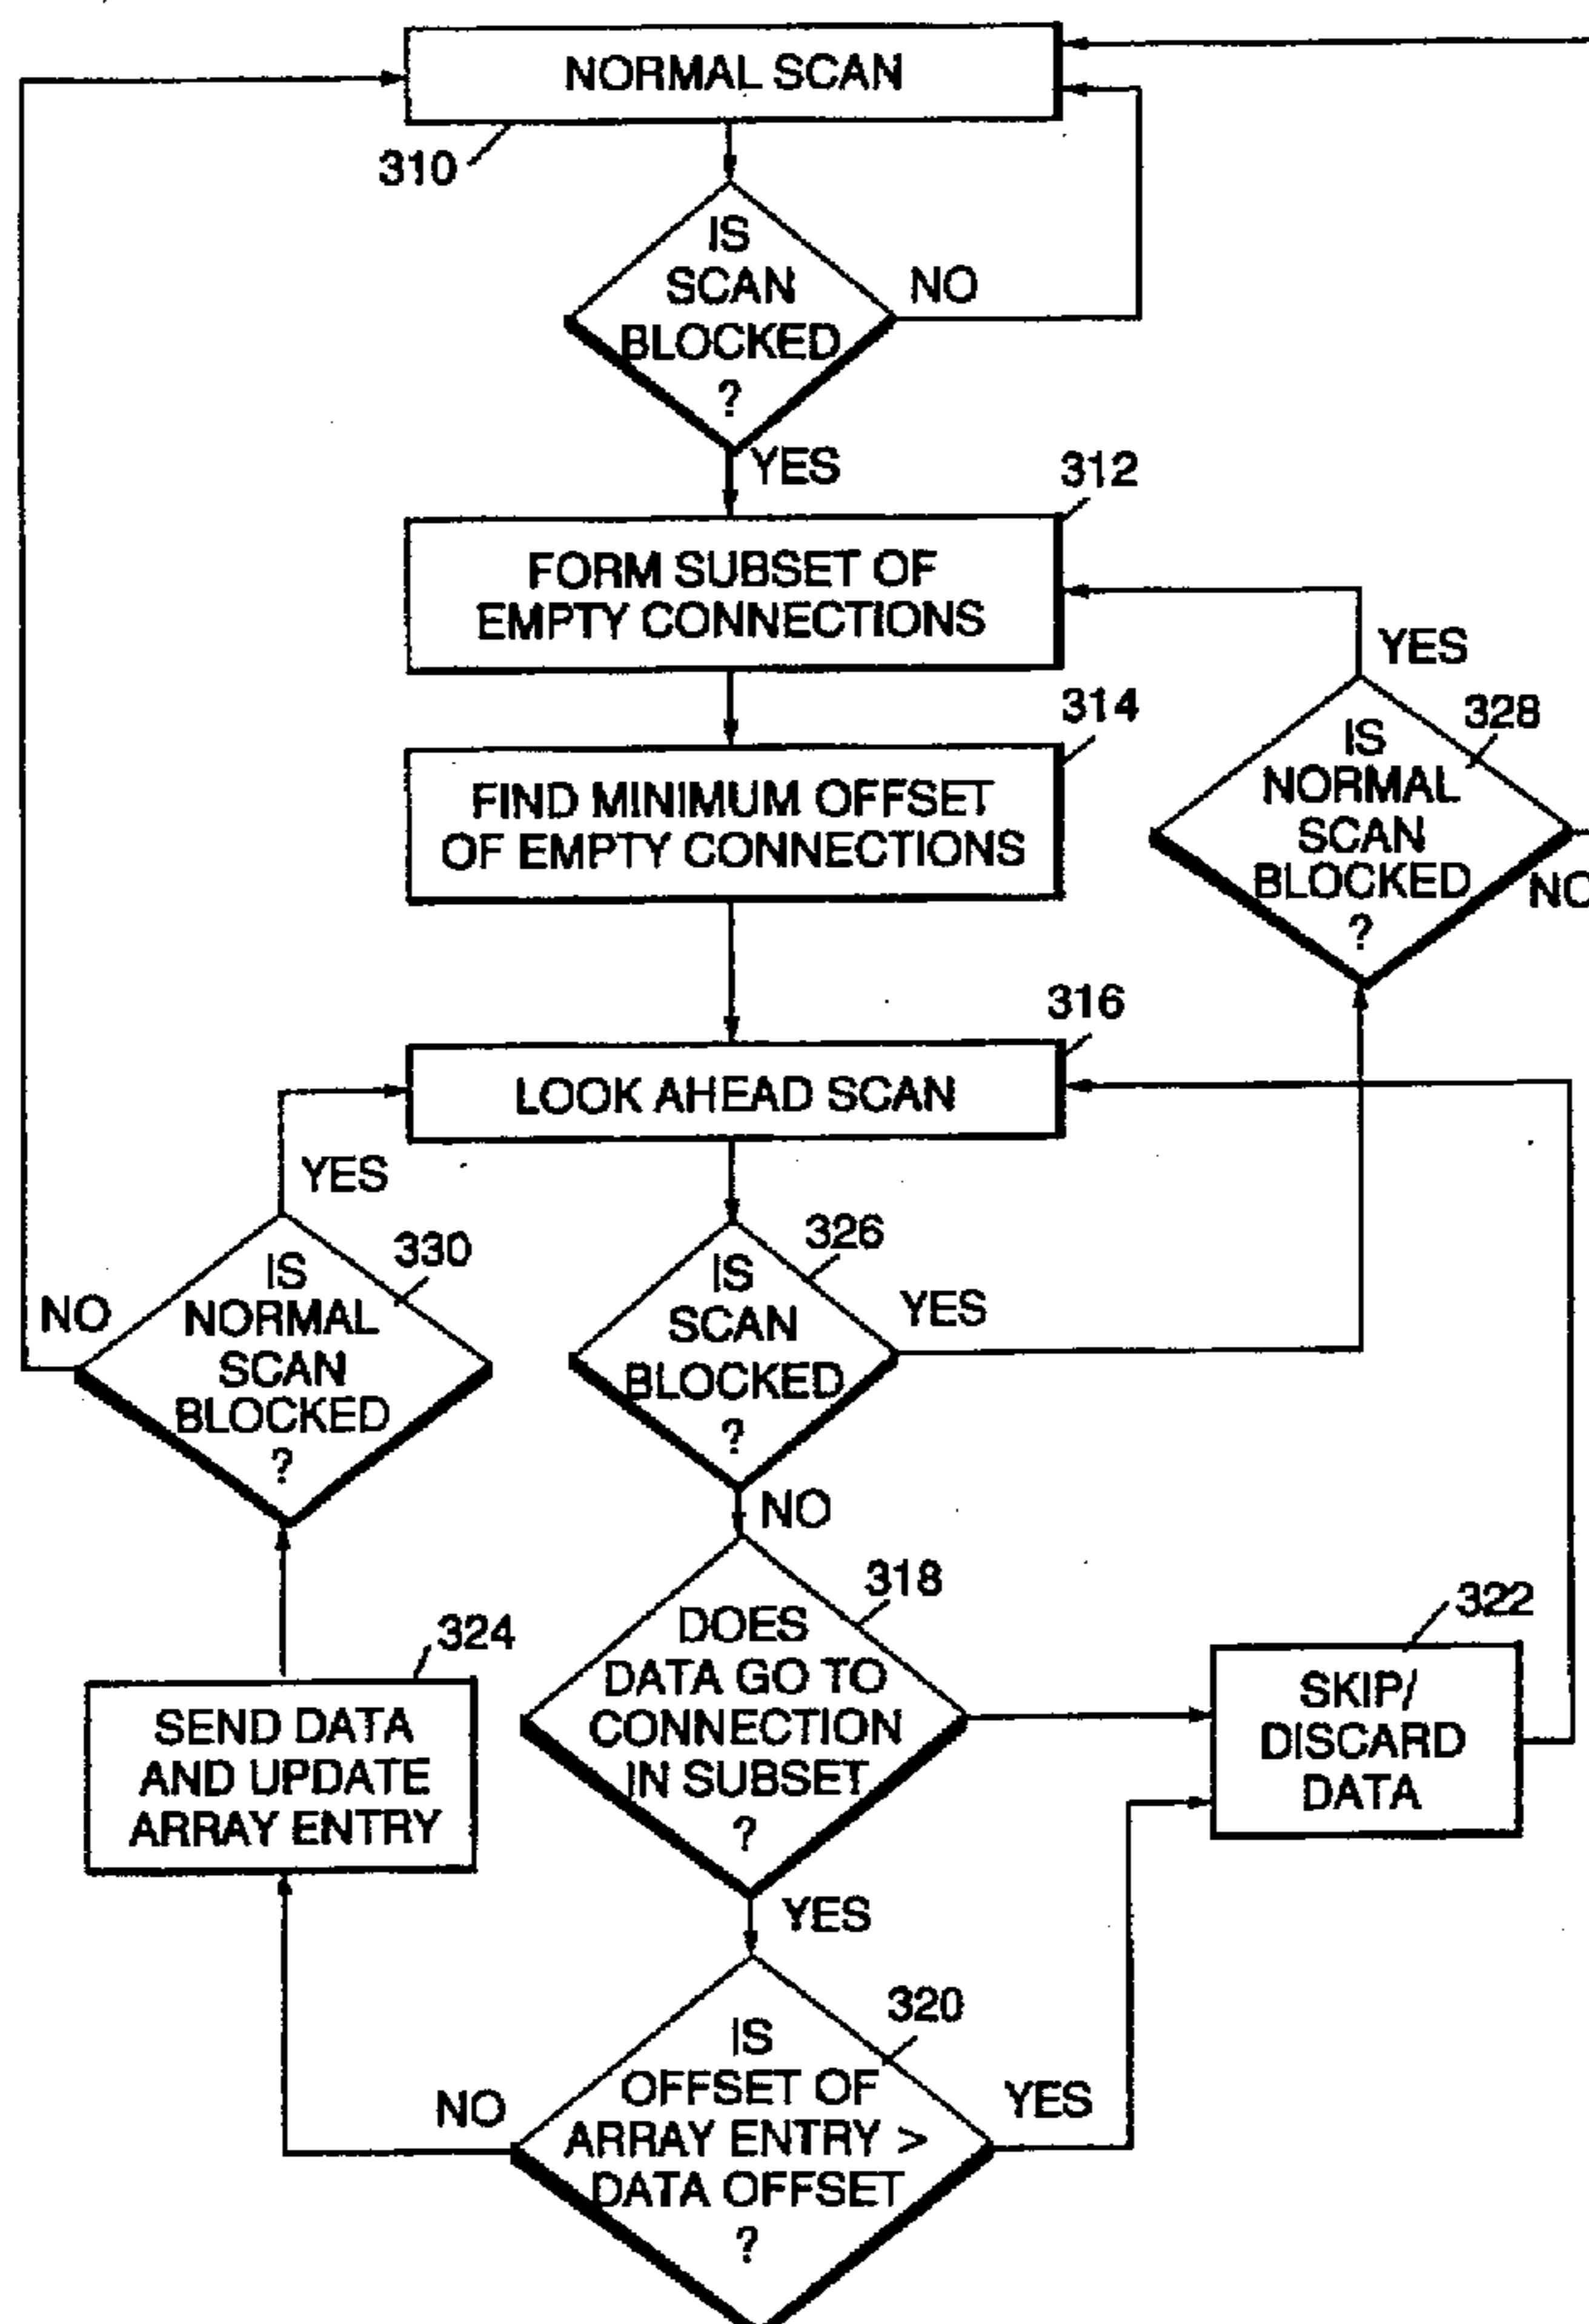 NORMAL SCAN
310
IS
SCAN
BLOCKED
?
NO
YES
312
FORM SUBSET OF
EMPTY CONNECTIONS
YES
314
FIND MINIMUM OFFSET
OF EMPTY CONNECTIONS
328
IS
NORMAL
SCAN
BLOCKED
?
NO
316
LOOK AHEAD SCAN
YES
330
IS
NORMAL
SCAN
BLOCKED
?
NO
326
IS
SCAN
BLOCKED
?
YES
NO
318
DOES
DATA GO TO
CONNECTION
IN SUBSET
?
322
SKIP/
DISCARD
DATA
324
SEND DATA
AND UPDATE
ARRAY ENTRY
YES
320
IS
OFFSET OF
ARRAY ENTRY >
DATA OFFSET
?
NO
YES